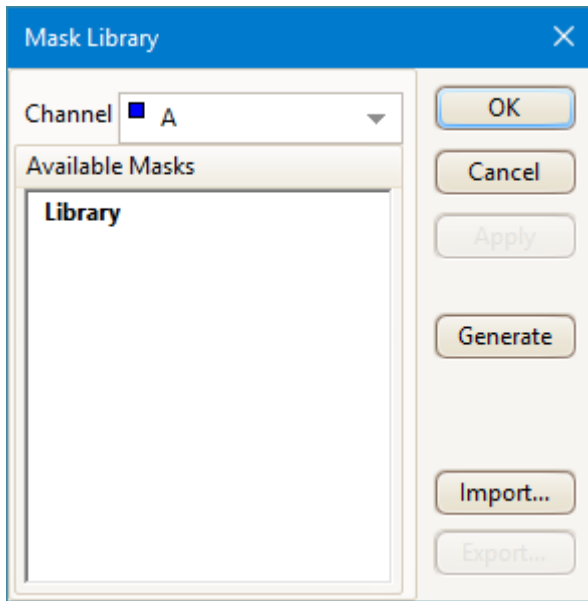 Mask Library
Channel A
Available Masks
Library
OK
Cancel
Apply
Generate
Import...
Export...